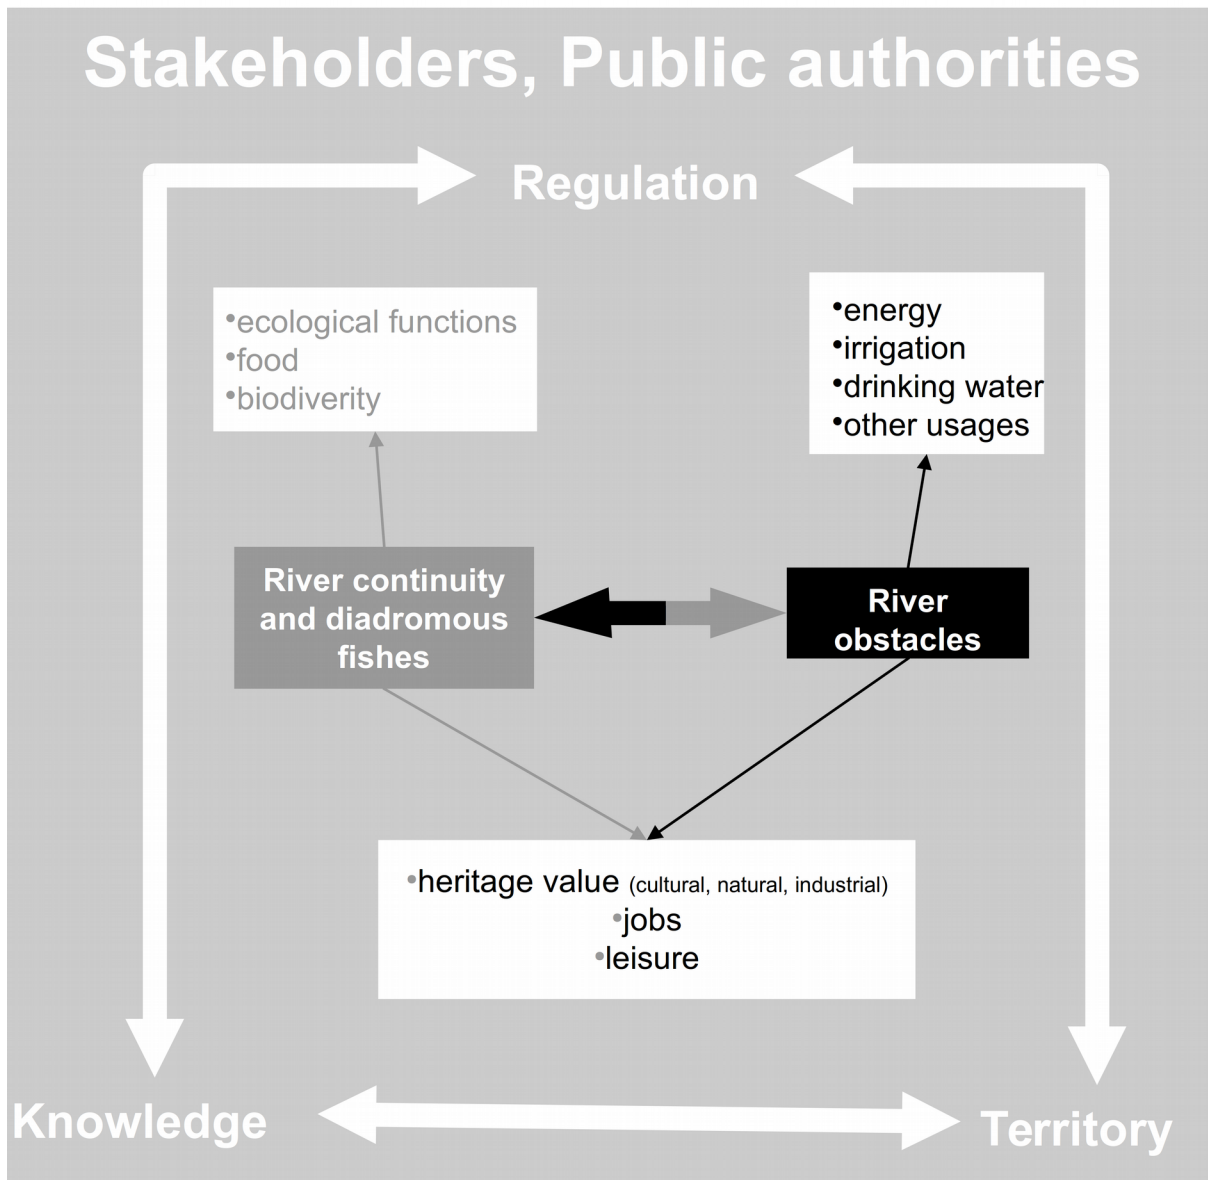 Stakeholders, Public authorities
Regulation
•ecological functions
•food
•biodiverity
•energy
•irrigation
•drinking water
•other usages
River continuity
and diadromous
fishes
River
obstacles
•heritage value (cultural, natural, industrial)
•jobs
•leisure
Knowledge
Territory